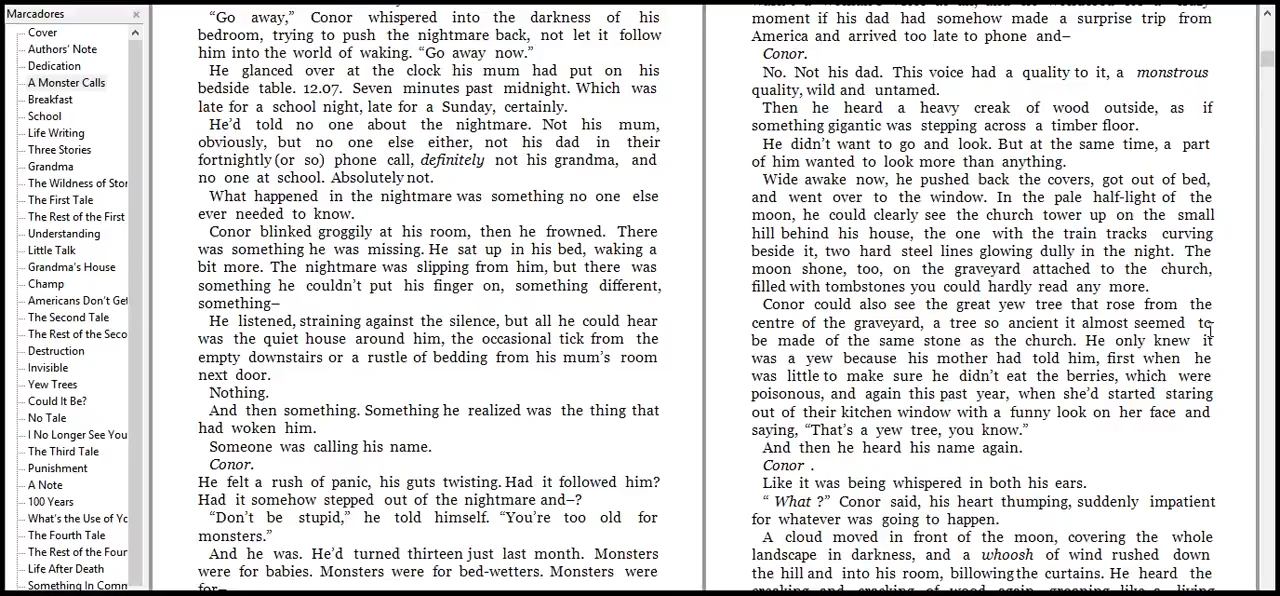 Marcadores
Cover
Authors' Note
Dedication
A Monster Calls
Breakfast
School
Life Writing
Three Stories
Grandma
The Wildness of Stor
The First Tale
The Rest of the First
Understanding
Little Talk
Grandma's House
Champ
Americans Don't Get
The Second Tale
The Rest of the Seco
Destruction
Invisible
Yew Trees
Could It Be?
No Tale
I No Longer See You
The Third Tale
Punishment
A Note
100 Years
What's the Use of Yo
The Fourth Tale
The Rest of the Four
Life After Death
Something In Comm
“Go away,” Conor whispered into the darkness of his
bedroom, trying to push the nightmare back, not let it follow
him into the world of waking. “Go away now.”
He glanced over at the clock his mum had put on his
bedside table. 12.07. Seven minutes past midnight. Which was
late for a school night, late for a Sunday, certainly.
He’d told no one about the nightmare. Not his mum,
obviously, but no one else either, not his dad in their
fortnightly (or so) phone call, definitely not his grandma, and
no one at school. Absolutely not.
What happened in the nightmare was something no one else
ever needed to know.
Conor blinked groggily at his room, then he frowned. There
was something he was missing. He sat up in his bed, waking a
bit more. The nightmare was slipping from him, but there was
something he couldn’t put his finger on, something different,
something–
He listened, straining against the silence, but all he could hear
was the quiet house around him, the occasional tick from the
empty downstairs or a rustle of bedding from his mum’s room
next door.
Nothing.
And then something. Something he realized was the thing that
had woken him.
Someone was calling his name.
Conor.
He felt a rush of panic, his guts twisting. Had it followed him?
Had it somehow stepped out of the nightmare and–?
“Don’t be stupid,” he told himself. “You’re too old for
monsters.”
And he was. He’d turned thirteen just last month. Monsters
were for babies. Monsters were for bed-wetters. Monsters were
for–
moment if his dad had somehow made a surprise trip from
America and arrived too late to phone and–
Conor.
No. Not his dad. This voice had a quality to it, a monstrous
quality, wild and untamed.
Then he heard a heavy creak of wood outside, as if
something gigantic was stepping across a timber floor.
He didn’t want to go and look. But at the same time, a part
of him wanted to look more than anything.
Wide awake now, he pushed back the covers, got out of bed,
and went over to the window. In the pale half-light of the
moon, he could clearly see the church tower up on the small
hill behind his house, the one with the train tracks curving
beside it, two hard steel lines glowing dully in the night. The
moon shone, too, on the graveyard attached to the church,
filled with tombstones you could hardly read any more.
Conor could also see the great yew tree that rose from the
centre of the graveyard, a tree so ancient it almost seemed to
be made of the same stone as the church. He only knew it
was a yew because his mother had told him, first when he
was little to make sure he didn’t eat the berries, which were
poisonous, and again this past year, when she’d started staring
out of their kitchen window with a funny look on her face and
saying, “That’s a yew tree, you know.”
And then he heard his name again.
Conor .
Like it was being whispered in both his ears.
“ What ?” Conor said, his heart thumping, suddenly impatient
for whatever was going to happen.
A cloud moved in front of the moon, covering the whole
landscape in darkness, and a whoosh of wind rushed down
the hill and into his room, billowing the curtains. He heard the